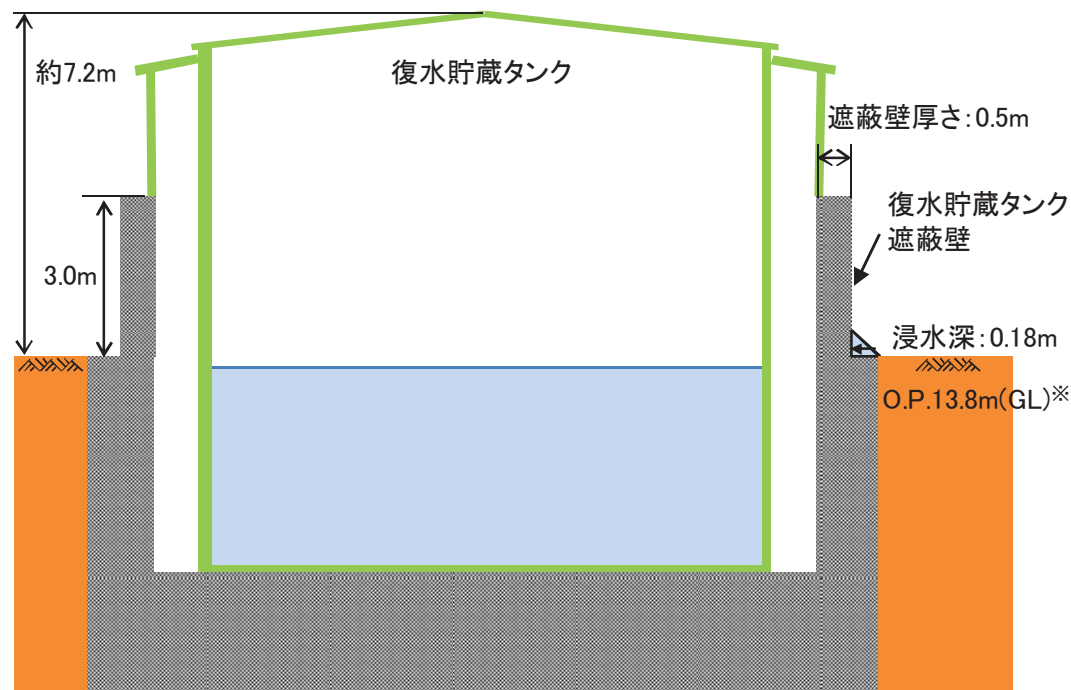 約7.2m
復水貯蔵タンク
遮蔽壁厚さ:0.5m
復水貯蔵タンク
遮蔽壁
3.0m
浸水深:0.18m
O.P.13.8m(GL)※